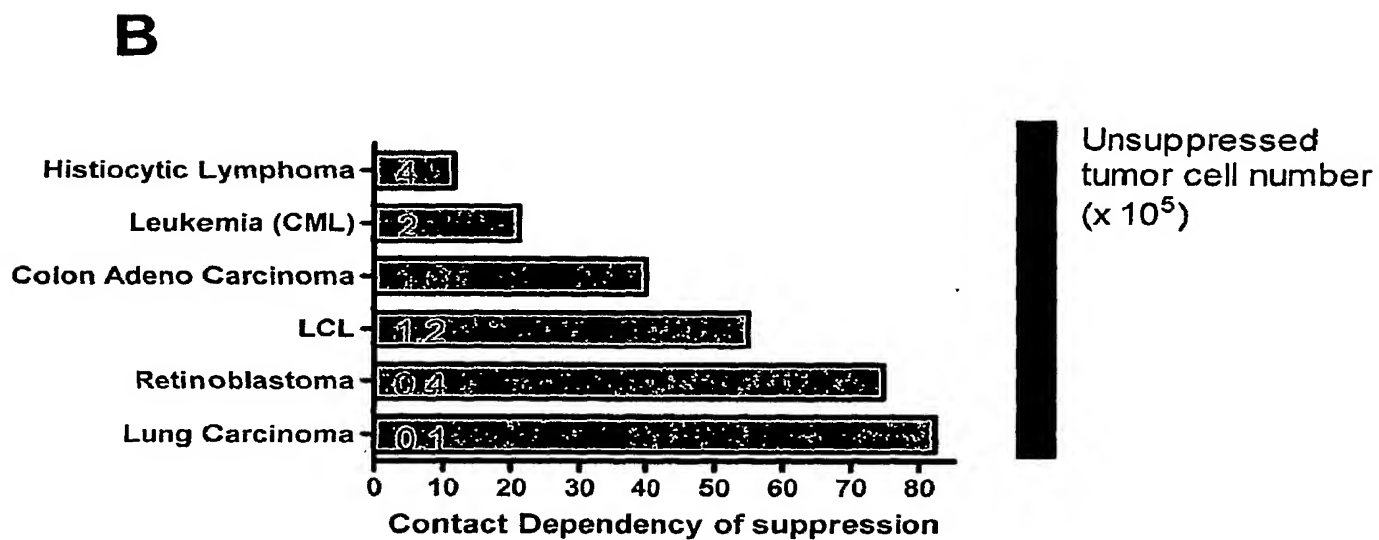 B
Histiocytic Lymphoma
4
Leukemia (CML)
2
Colon Adeno Carcinoma
LCL
1.2
Retinoblastoma
0.4
Lung Carcinoma
0.1
0 10 20 30 40 50 60 70 80
Contact Dependency of suppression
Unsuppressed
tumor cell number
(x 10⁵)